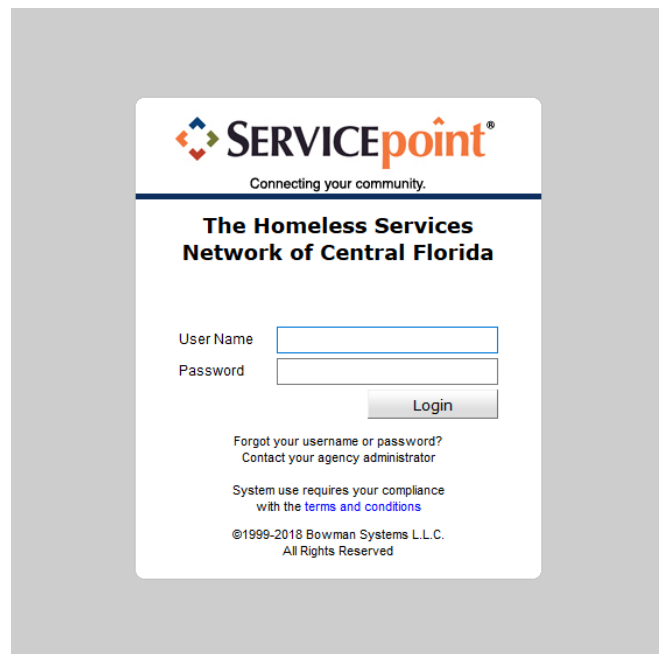 SERVICEpoînt®
Connecting your community.
The Homeless Services
Network of Central Florida
User Name
Password
Login
Forgot your username or password?
Contact your agency administrator
System use requires your compliance
with the terms and conditions
©1999-2018 Bowman Systems L.L.C.
All Rights Reserved